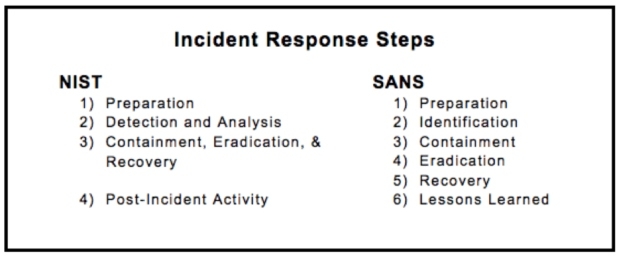 Incident Response Steps
NIST
1) Preparation
2) Detection and Analysis
3) Containment, Eradication, &
Recovery
4) Post-Incident Activity
SANS
1) Preparation
2) Identification
3) Containment
4) Eradication
5) Recovery
6) Lessons Learned